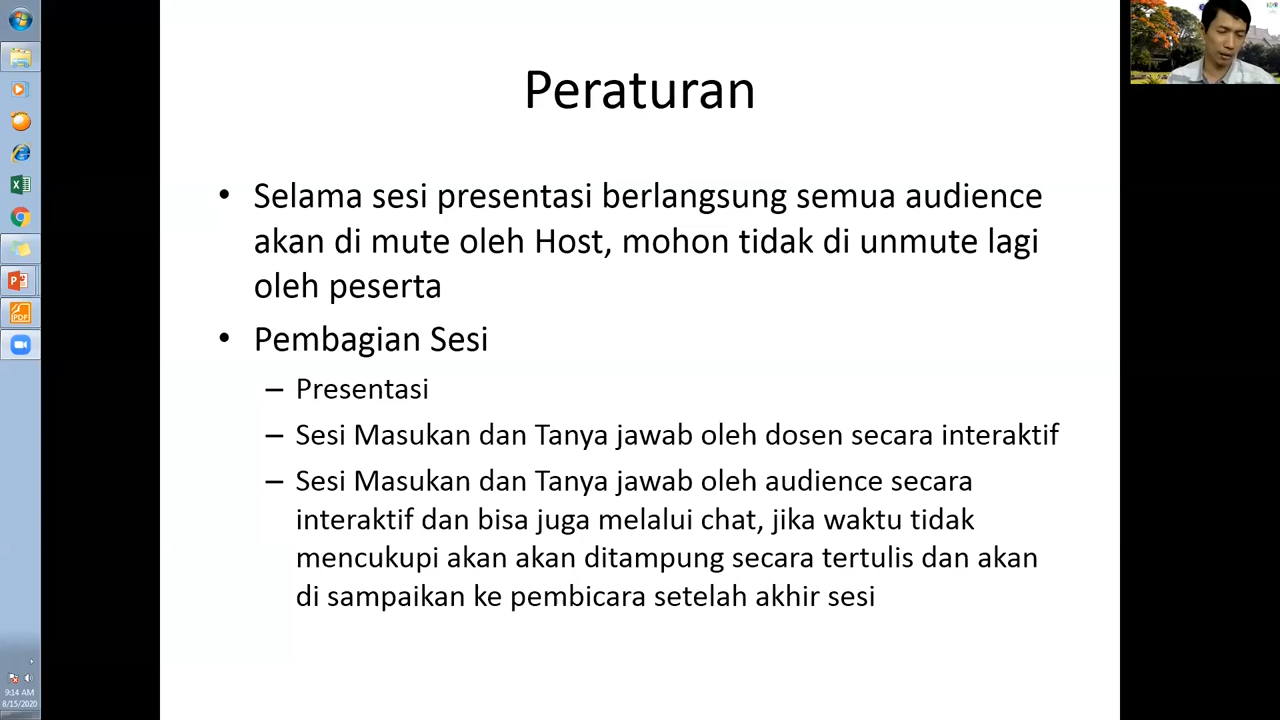 Peraturan
• Selama sesi presentasi berlangsung semua audience
akan di mute oleh Host, mohon tidak di unmute lagi
oleh peserta
• Pembagian Sesi
– Presentasi
– Sesi Masukan dan Tanya jawab oleh dosen secara interaktif
– Sesi Masukan dan Tanya jawab oleh audience secara
interaktif dan bisa juga melalui chat, jika waktu tidak
mencukupi akan akan ditampung secara tertulis dan akan
di sampaikan ke pembicara setelah akhir sesi
PDF
9:14 AM
8/15/2020